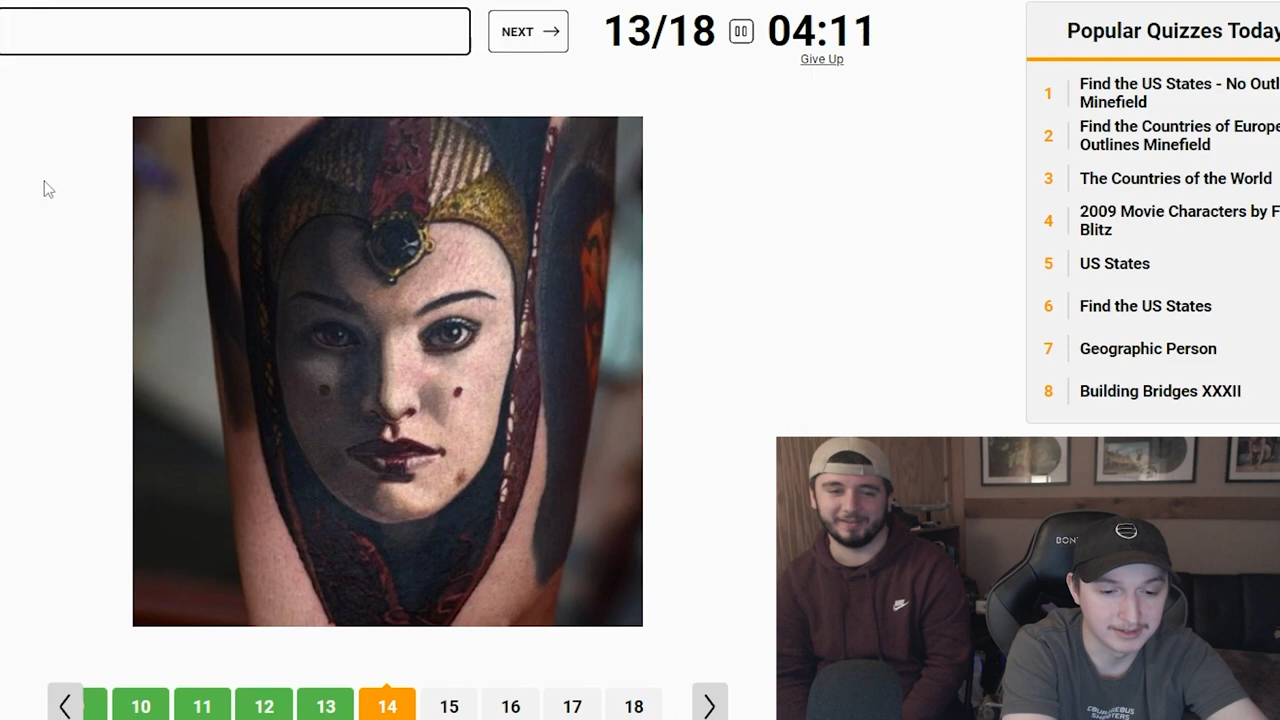 NEXT →
13/18
04:11
Give Up
Popular Quizzes Today
1 Find the US States - No Outl
Minefield
2 Find the Countries of Europe
Outlines Minefield
3 The Countries of the World
4 2009 Movie Characters by F
Blitz
5 US States
6 Find the US States
7 Geographic Person
8 Building Bridges XXXII
BON
10 11 12 13 14 15 16 17 18